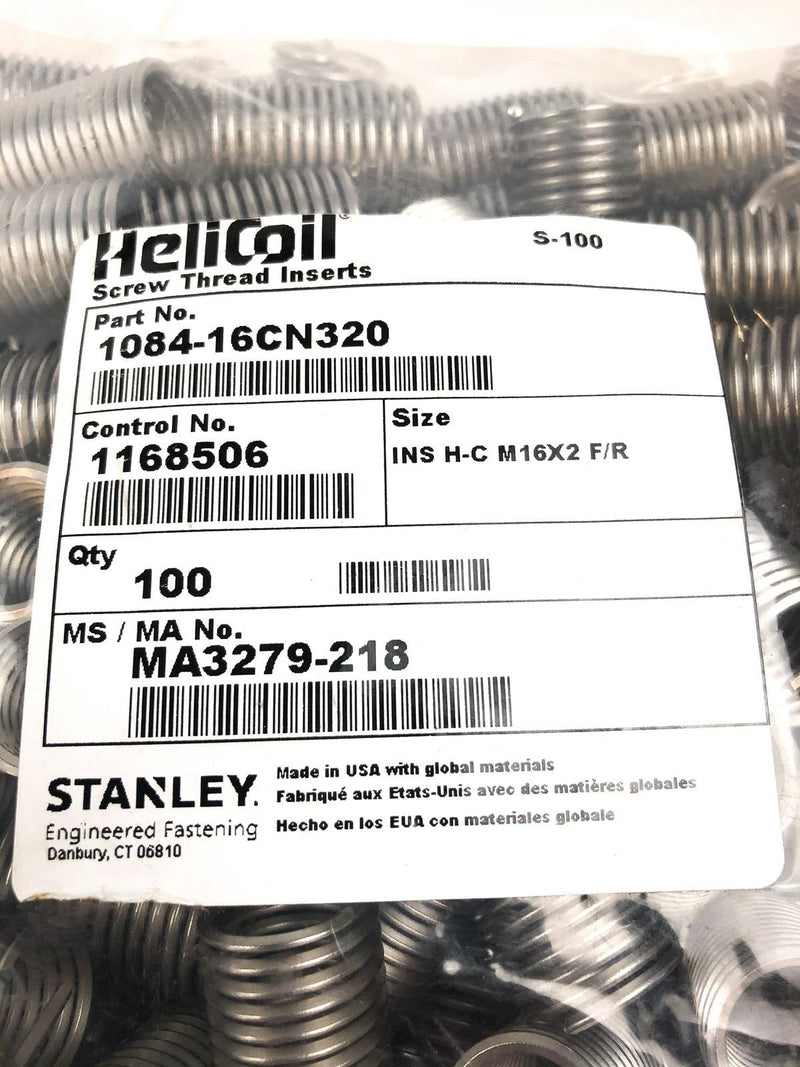 HeliCoil®
S-100
Screw Thread Inserts
Part No.
1084-16CN320
Control No.
1168506
Size
INS H-C M16X2 F/R
Qty
100
MS / MA No.
MA3279-218
STANLEY.
Engineered Fastening
Danbury, CT 06810
Made in USA with global materials
Fabriqué aux Etats-Unis avec des matières globales
Hecho en los EUA con materiales globale